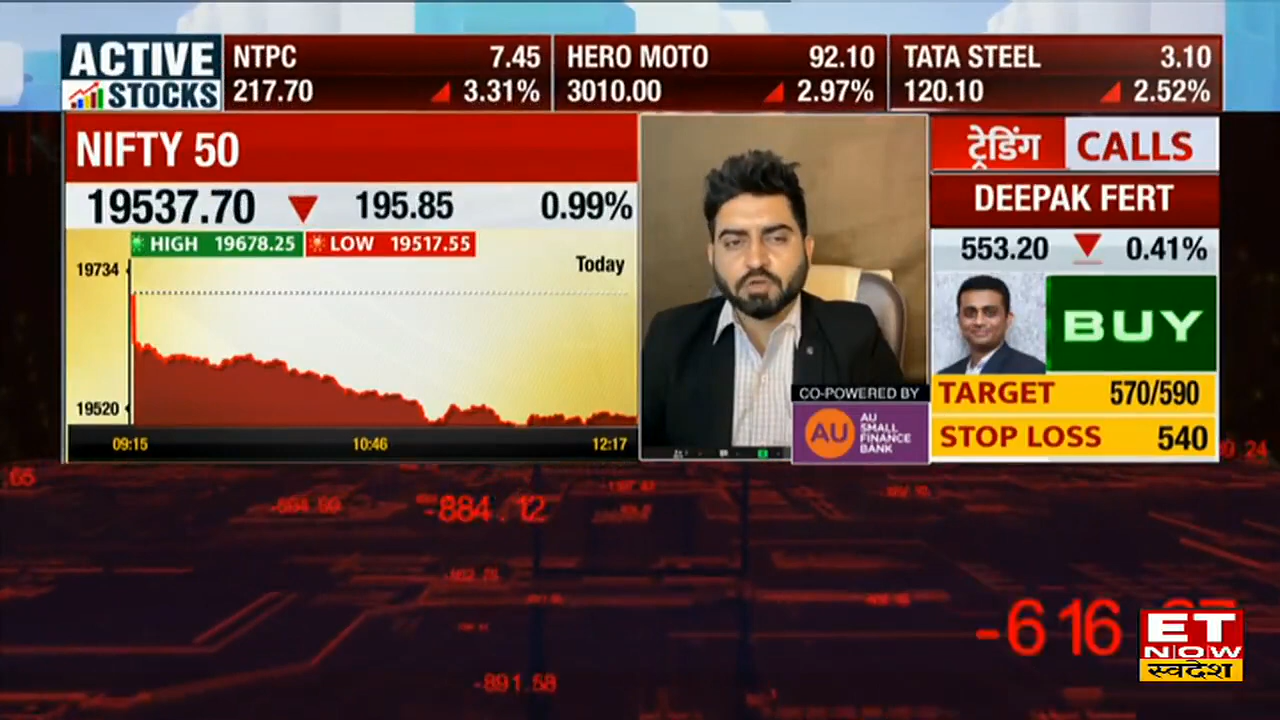 ACTIVE
STOCKS
NTPC 7.45
217.70 3.31%
HERO MOTO 92.10
3010.00 2.97%
TATA STEEL 3.10
120.10 2.52%
NIFTY 50
19537.70 195.85 0.99%
HIGH 19678.25 LOW 19517.55
Today
19734
19520
09:15 10:46 12:17
CO-POWERED BY
AU
AU
SMALL
FINANCE
BANK
ट्रेडिंग CALLS
DEEPAK FERT
553.20 0.41%
BUY
TARGET 570/590
STOP LOSS 540
65
-884.12
-616
-891.58
ET
NOW
स्वदेश